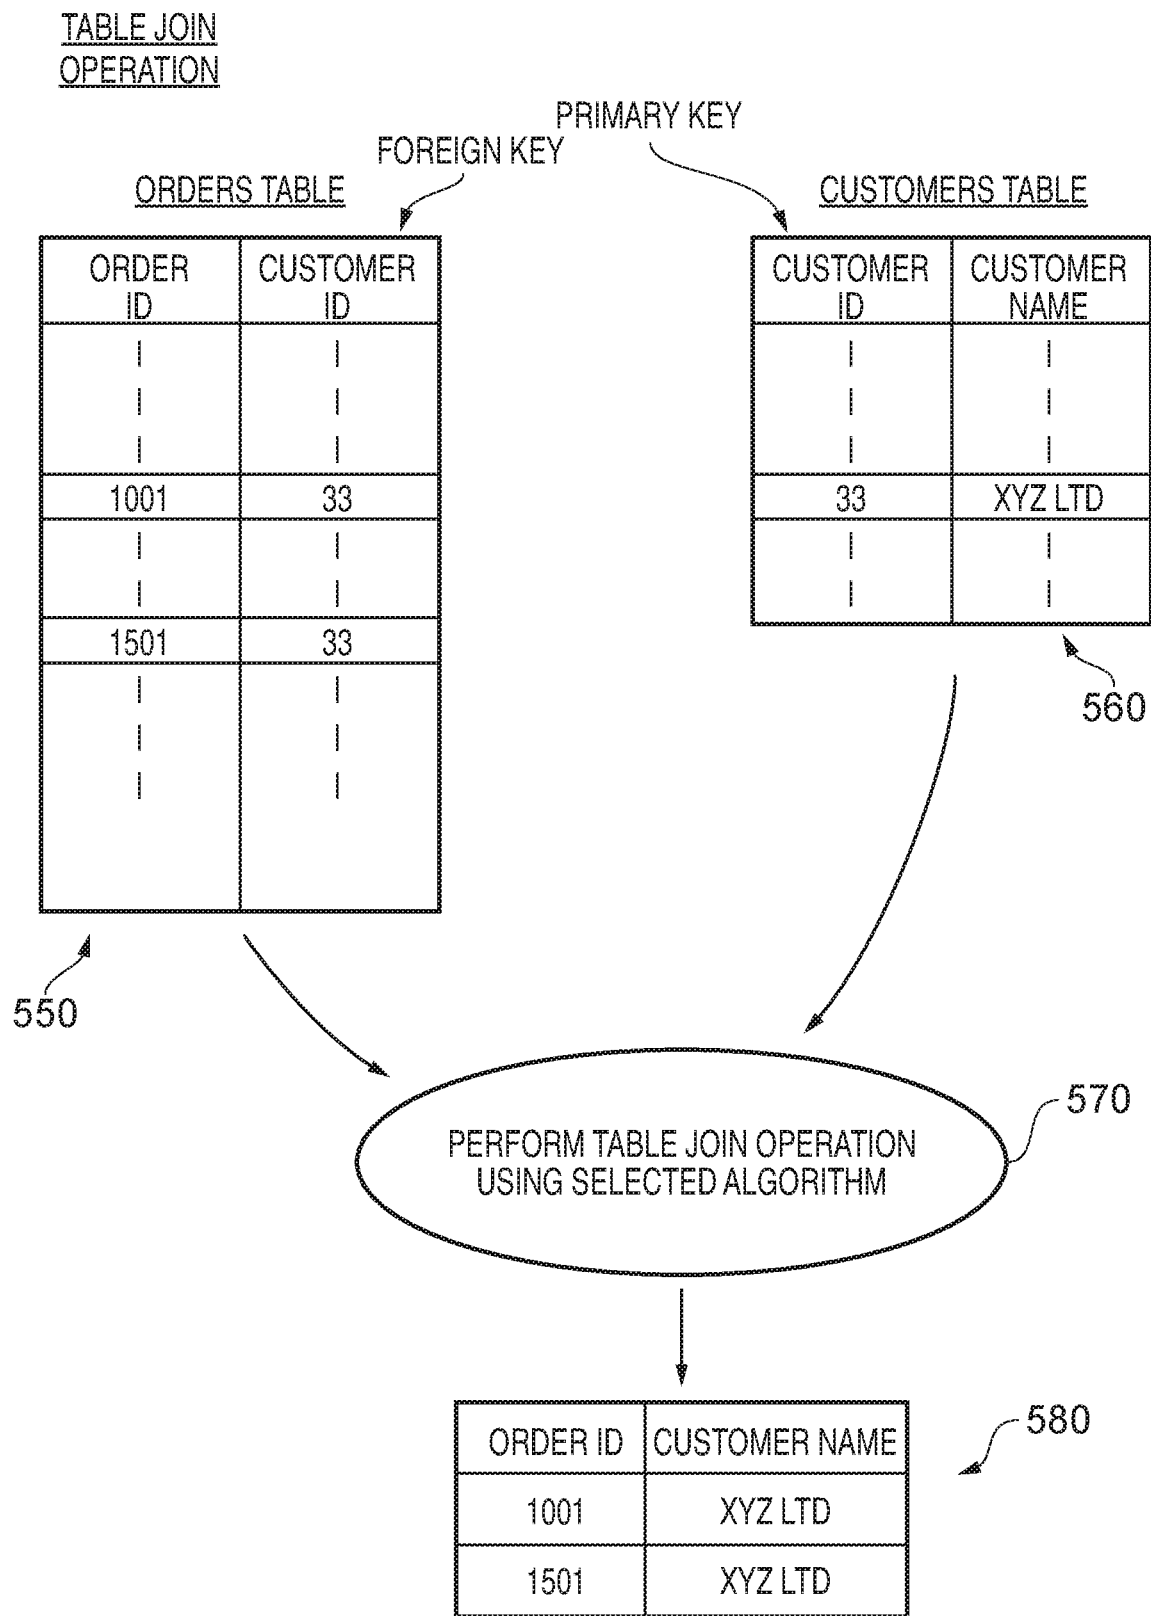 TABLE JOIN
OPERATION
PRIMARY KEY
FOREIGN KEY
ORDERS TABLE
CUSTOMERS TABLE
ORDER
ID
CUSTOMER
ID
CUSTOMER
ID
CUSTOMER
NAME
1001 33
33 XYZ LTD
1501 33
560
550
570
PERFORM TABLE JOIN OPERATION
USING SELECTED ALGORITHM
580
ORDER ID CUSTOMER NAME
1001 XYZ LTD
1501 XYZ LTD